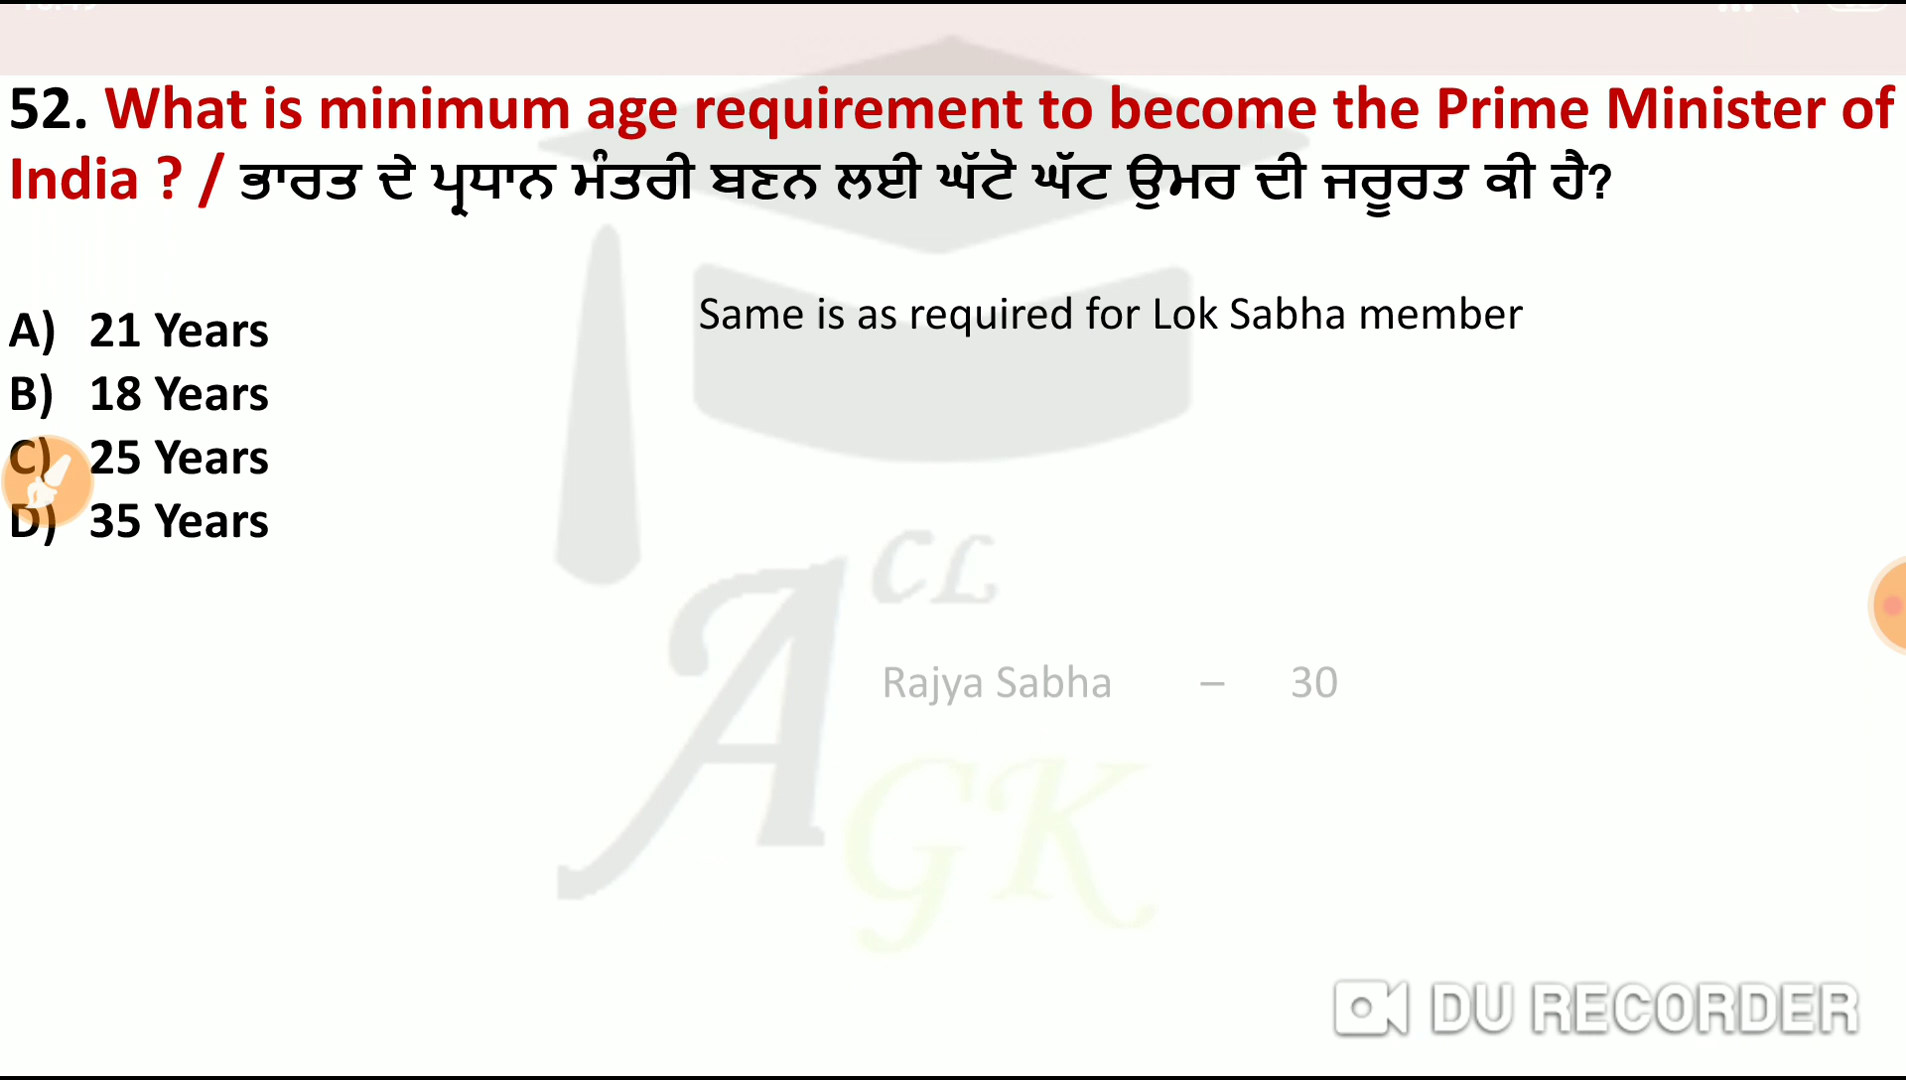 52. What is minimum age requirement to become the Prime Minister of
India ? / ਭਾਰਤ ਦੇ ਪ੍ਰਧਾਨ ਮੰਤਰੀ ਬਣਨ ਲਈ ਘੱਟੋ ਘੱਟ ਉਮਰ ਦੀ ਜਰੂਰਤ ਕੀ ਹੈ?
Same is as required for Lok Sabha member
A) 21 Years
B) 18 Years
C) 25 Years
D) 35 Years
A CL
Rajya Sabha – 30
GK
DU RECORDER